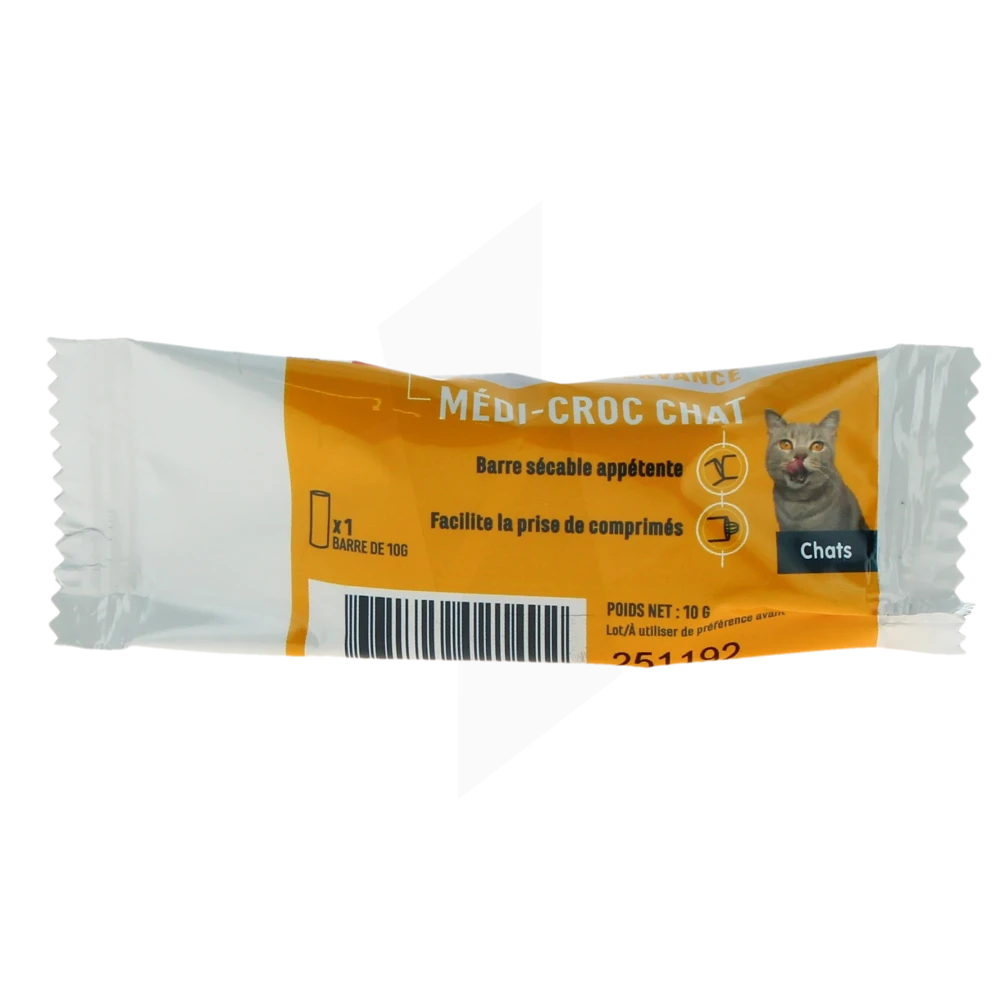 MÉDI-CROC CHAT
Barre sécable appétente
Facilite la prise de comprimés
x1
BARRE DE 10G
Chats
POIDS NET : 10 G
Lot/À utiliser de préférence avant
251192